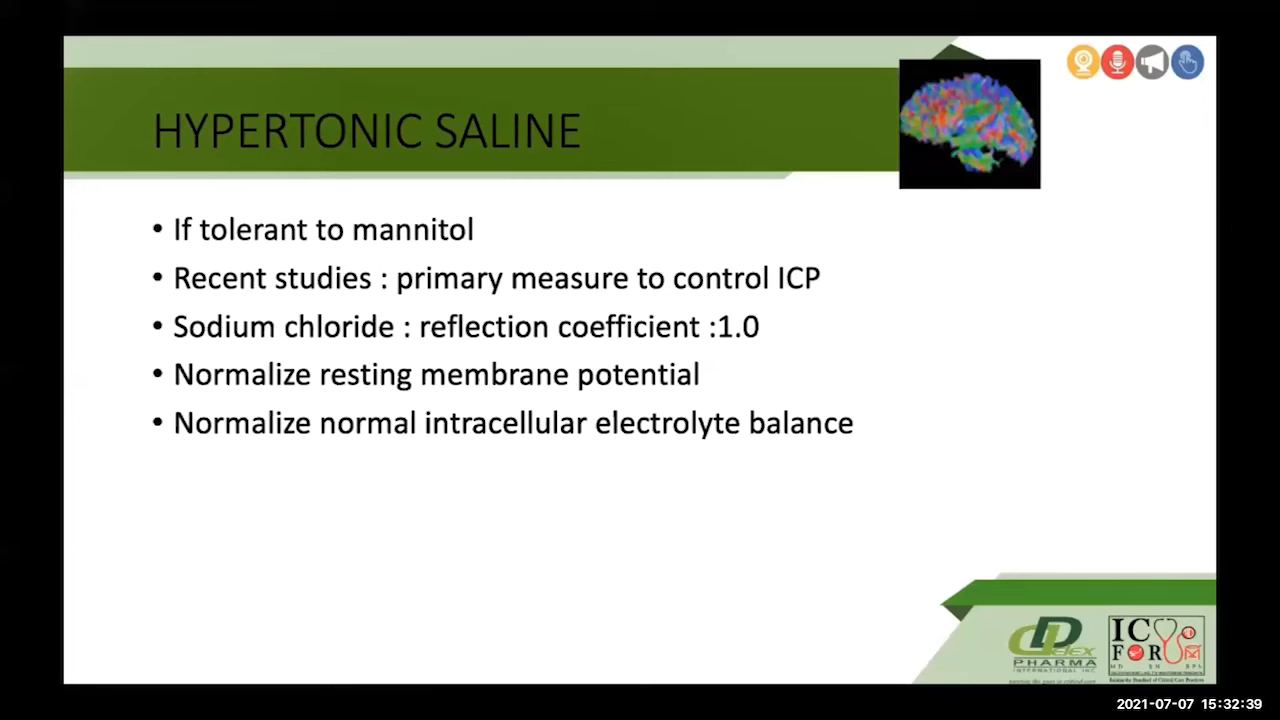 HYPERTONIC SALINE
• If tolerant to mannitol
• Recent studies : primary measure to control ICP
• Sodium chloride : reflection coefficient :1.0
• Normalize resting membrane potential
• Normalize normal intracellular electrolyte balance
PHARMA
INTERNATIONAL INC
IC
FOR
2021-07-07 15:32:39